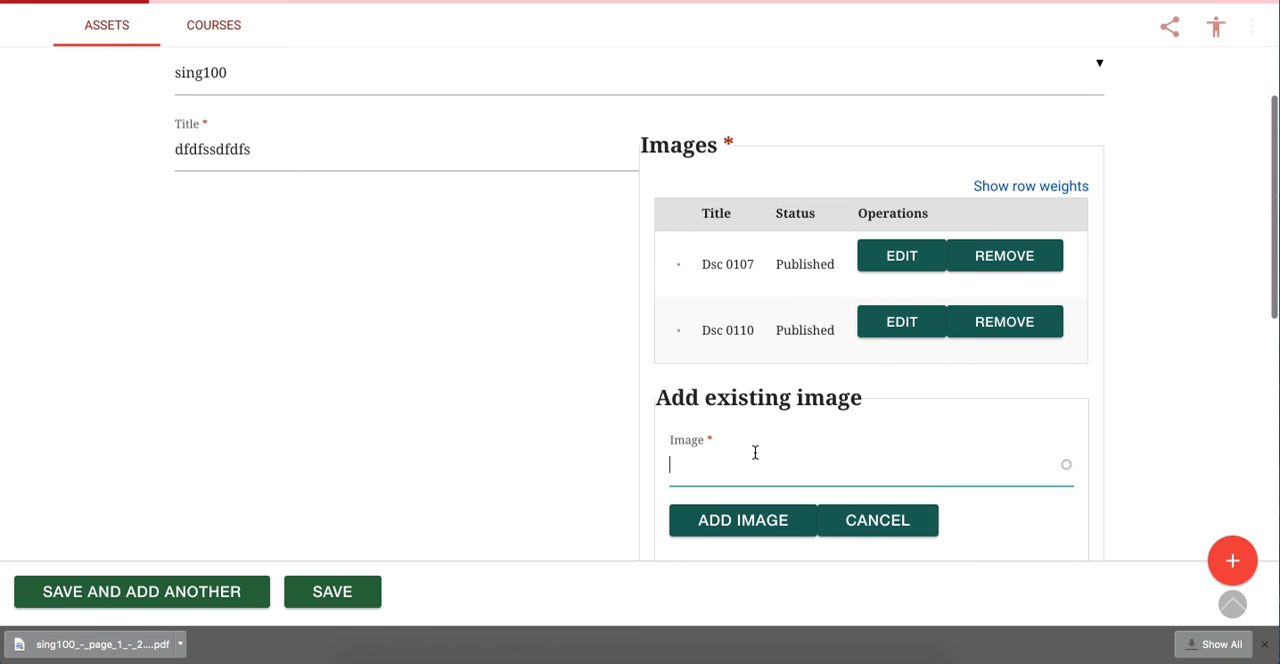 ASSETS COURSES
sing100 ▼
Title *
dfdfssdfdfs
Images *
Show row weights
Title Status Operations
Dsc 0107 Published EDIT REMOVE
Dsc 0110 Published EDIT REMOVE
Add existing image
Image *
ADD IMAGE CANCEL
SAVE AND ADD ANOTHER SAVE
sing100_-_page_1_-_2....pdf Show All